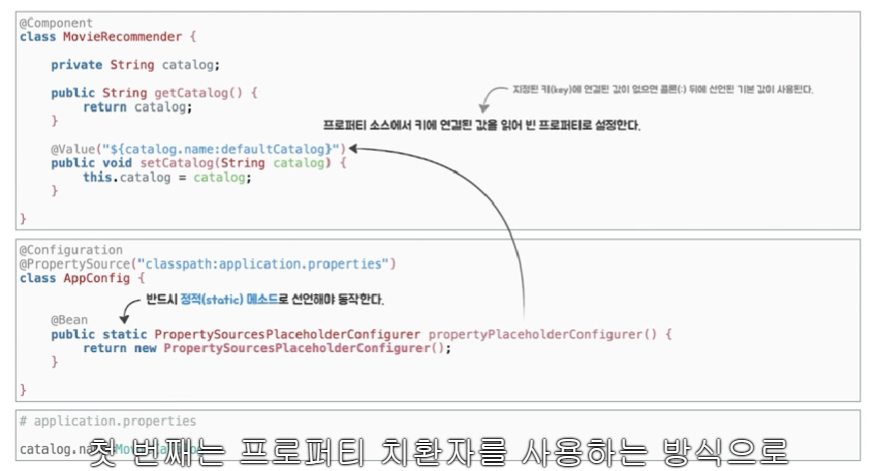 @Component
class MovieRecommender {
private String catalog;
public String getCatalog() {
return catalog;
}
지정된 키(key)에 연결된 값이 없으면 콜론(:) 뒤에 선언된 기본 값이 사용된다.
프로퍼티 소스에서 키에 연결된 값을 읽어 빈 프로퍼티로 설정한다.
@Value("${catalog.name:defaultCatalog}")
public void setCatalog(String catalog) {
this.catalog = catalog;
}
}
@Configuration
@PropertySource("classpath:application.properties")
class AppConfig {
반드시 정적(static) 메소드로 선언해야 동작한다.
@Bean
public static PropertySourcesPlaceholderConfigurer propertyPlaceholderConfigurer() {
return new PropertySourcesPlaceholderConfigurer();
}
}
# application.properties
첫 번째는 프로퍼티 치환자를 사용하는 방식으로